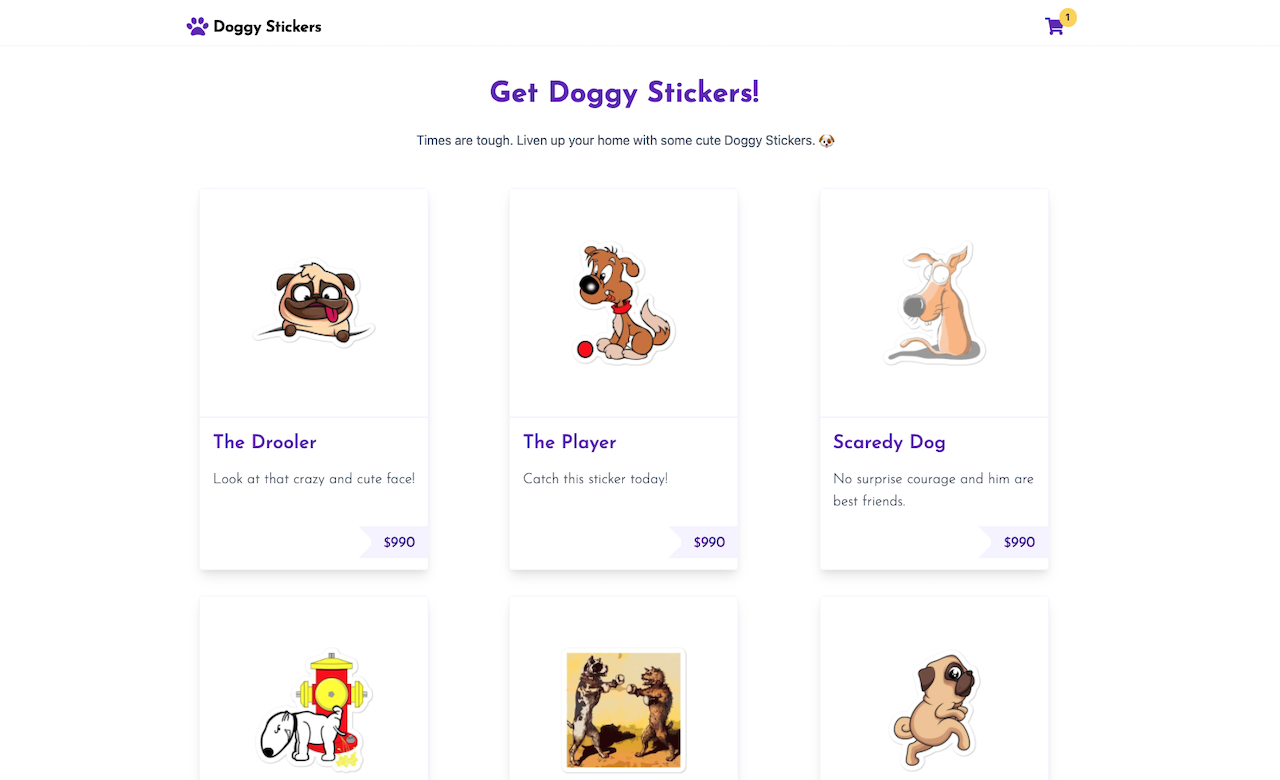 Doggy Stickers
1
Get Doggy Stickers!
Times are tough. Liven up your home with some cute Doggy Stickers. 🐶
The Drooler
Look at that crazy and cute face!
$990
The Player
Catch this sticker today!
$990
Scaredy Dog
No surprise courage and him are
best friends.
$990